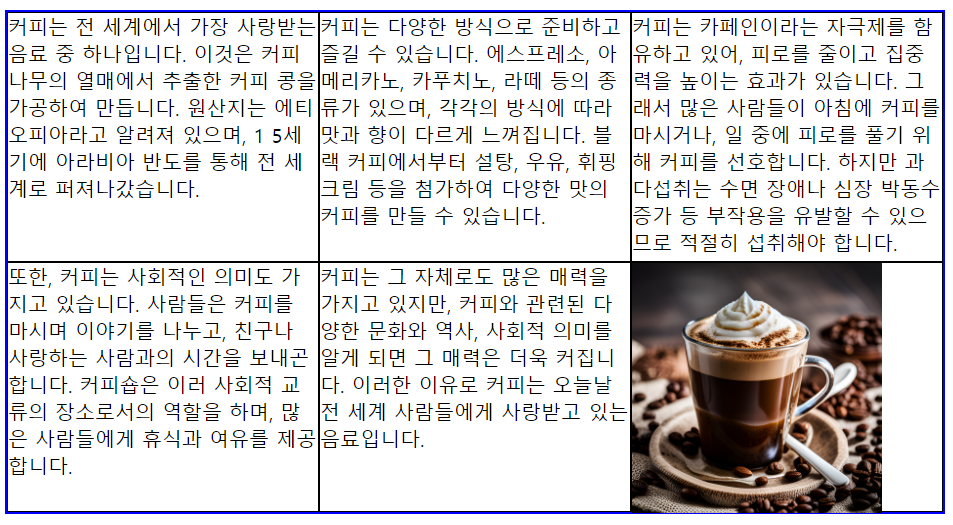 커피는 전 세계에서 가장 사랑받는
음료 중 하나입니다. 이것은 커피
나무의 열매에서 추출한 커피 콩을
가공하여 만듭니다. 원산지는 에티
오피아라고 알려져 있으며, 1 5세
기에 아라비아 반도를 통해 전 세
계로 퍼져나갔습니다.
커피는 다양한 방식으로 준비하고
즐길 수 있습니다. 에스프레소, 아
메리카노, 카푸치노, 라떼 등의 종
류가 있으며, 각각의 방식에 따라
맛과 향이 다르게 느껴집니다. 블
랙 커피에서부터 설탕, 우유, 휘핑
크림 등을 첨가하여 다양한 맛의
커피를 만들 수 있습니다.
커피는 카페인이라는 자극제를 함
유하고 있어, 피로를 줄이고 집중
력을 높이는 효과가 있습니다. 그
래서 많은 사람들이 아침에 커피를
마시거나, 일 중에 피로를 풀기 위
해 커피를 선호합니다. 하지만 과
다섭취는 수면 장애나 심장 박동수
증가 등 부작용을 유발할 수 있으
므로 적절히 섭취해야 합니다.
또한, 커피는 사회적인 의미도 가
지고 있습니다. 사람들은 커피를
마시며 이야기를 나누고, 친구나
사랑하는 사람과의 시간을 보내곤
합니다. 커피숍은 이러 사회적 교
류의 장소로서의 역할을 하며, 많
은 사람들에게 휴식과 여유를 제공
합니다.
커피는 그 자체로도 많은 매력을
가지고 있지만, 커피와 관련된 다
양한 문화와 역사, 사회적 의미를
알게 되면 그 매력은 더욱 커집니
다. 이러한 이유로 커피는 오늘날
전 세계 사람들에게 사랑받고 있는
음료입니다.